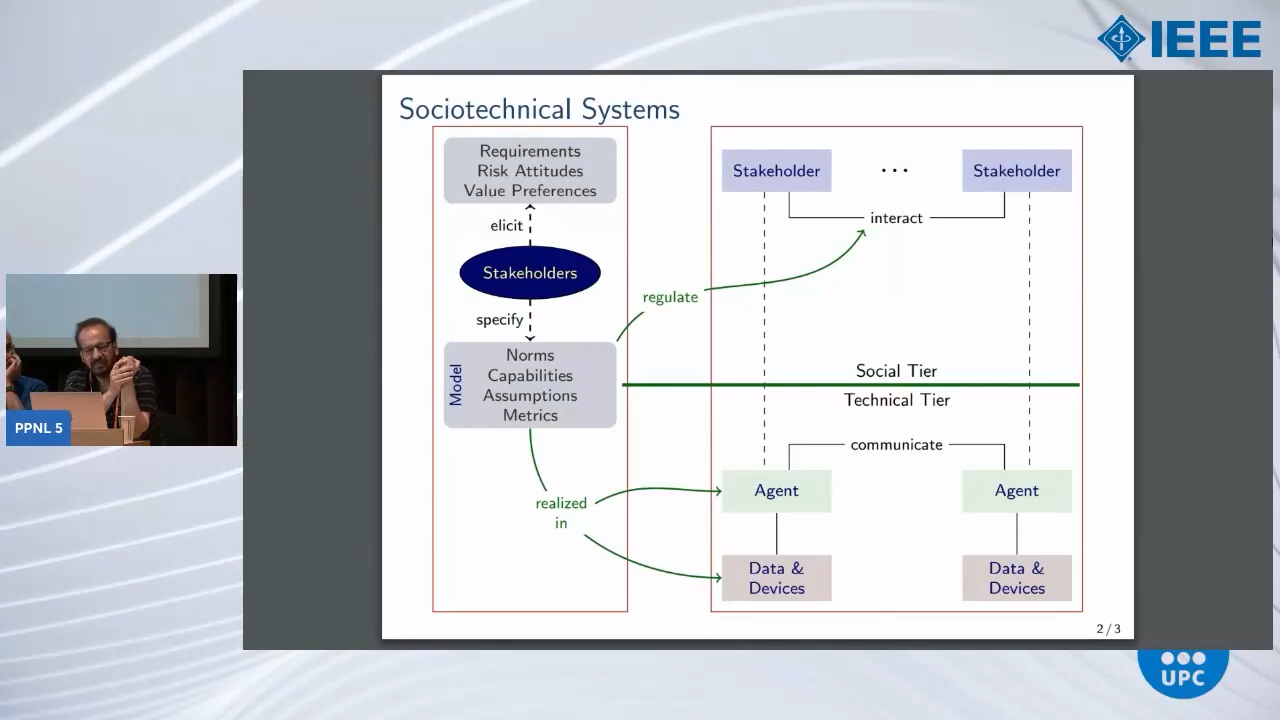 IEEE
Sociotechnical Systems
Requirements
Risk Attitudes
Value Preferences
elicit
Stakeholders
specify
Model
Norms
Capabilities
Assumptions
Metrics
realized
in
regulate
Stakeholder
...
Stakeholder
interact
Social Tier
Technical Tier
communicate
Agent
Agent
Data &
Devices
Data &
Devices
2 / 3
PPNL 5
UPC